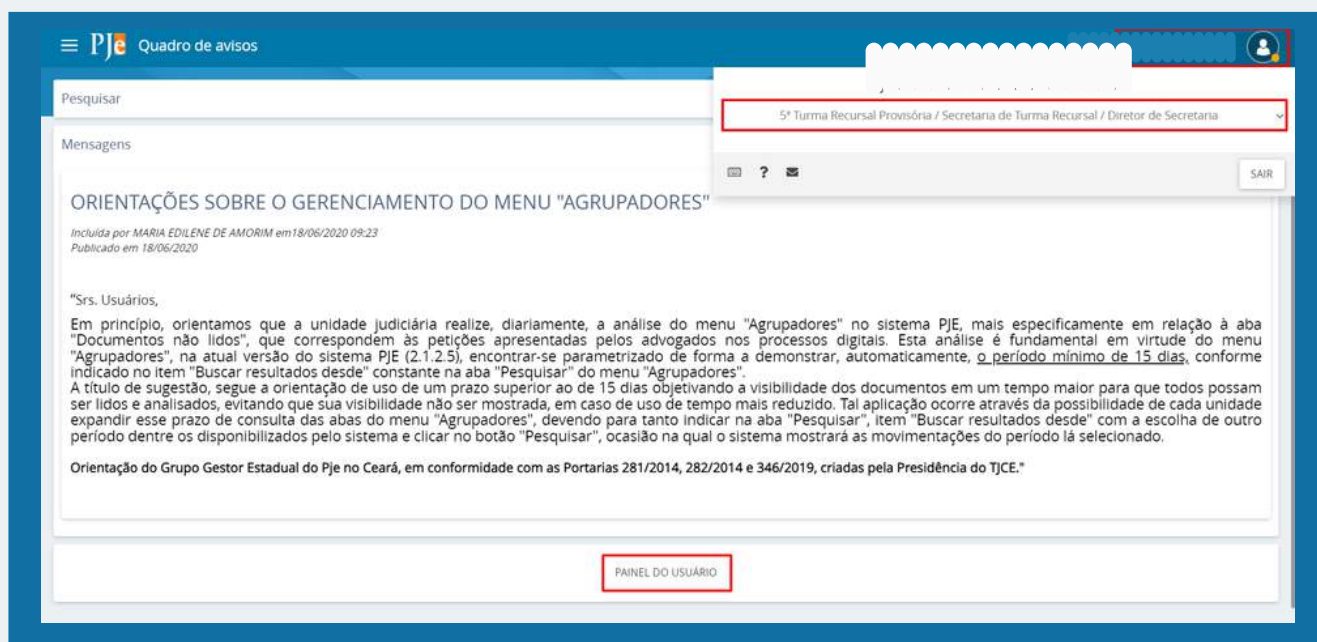 PJe Quadro de avisos
Pesquisar
5ª Turma Recursal Provisória / Secretaria de Turma Recursal / Diretor de Secretaria
Mensagens
? SAIR
ORIENTAÇÕES SOBRE O GERENCIAMENTO DO MENU "AGRUPADORES"
Incluída por MARIA EDILENE DE AMORIM em18/06/2020 09:23
Publicado em 18/06/2020
"Srs. Usuários,
Em princípio, orientamos que a unidade judiciária realize, diariamente, a análise do menu "Agrupadores" no sistema PJE, mais especificamente em relação à aba
"Documentos não lidos", que correspondem às petições apresentadas pelos advogados nos processos digitais. Esta análise é fundamental em virtude do menu
"Agrupadores", na atual versão do sistema PJE (2.1.2.5), encontrar-se parametrizado de forma a demonstrar, automaticamente, o período mínimo de 15 dias, conforme
indicado no item "Buscar resultados desde" constante na aba "Pesquisar" do menu "Agrupadores".
A título de sugestão, segue a orientação de uso de um prazo superior ao de 15 dias objetivando a visibilidade dos documentos em um tempo maior para que todos possam
ser lidos e analisados, evitando que sua visibilidade não ser mostrada, em caso de uso de tempo mais reduzido. Tal aplicação ocorre através da possibilidade de cada unidade
expandir esse prazo de consulta das abas do menu "Agrupadores", devendo para tanto indicar na aba "Pesquisar", item "Buscar resultados desde" com a escolha de outro
período dentre os disponibilizados pelo sistema e clicar no botão "Pesquisar", ocasião na qual o sistema mostrará as movimentações do período lá selecionado.
Orientação do Grupo Gestor Estadual do Pje no Ceará, em conformidade com as Portarias 281/2014, 282/2014 e 346/2019, criadas pela Presidência do TJCE."
PAINEL DO USUÁRIO